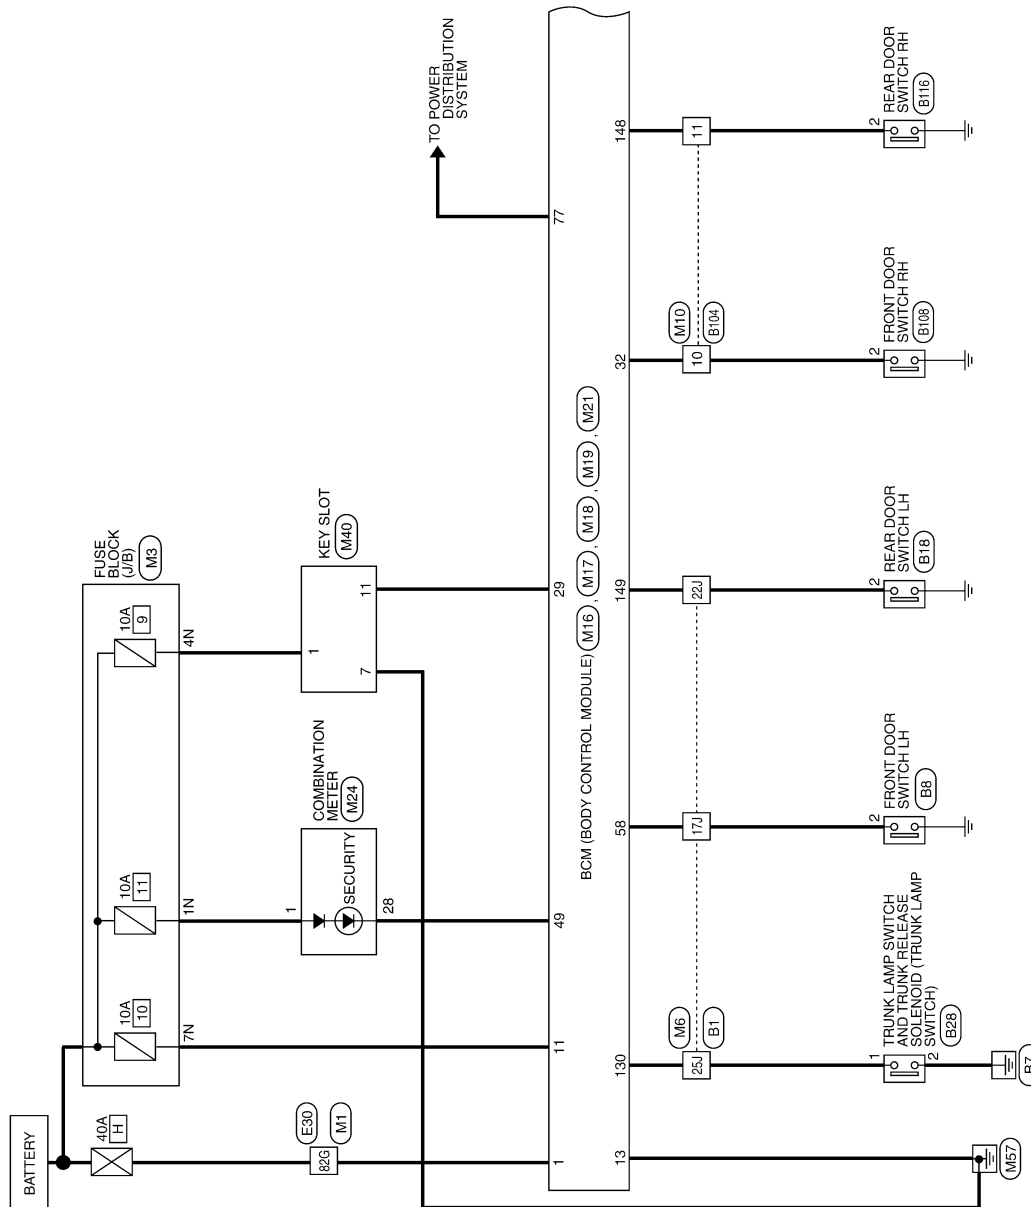 BATTERY
40A
H
E30
M1
82G
1
FUSE
BLOCK
(J/B)
M3
10A
10
7N
11
10A
11
1N
10A
9
4N
COMBINATION
METER
M24
1
SECURITY
28
49
KEY SLOT
M40
1
7
11
29
TO POWER
DISTRIBUTION
SYSTEM
77
BCM (BODY CONTROL MODULE) M16 , M17 , M18 , M19 , M21
13
130
58
149
32
148
M57
M6
B1
25J
17J
22J
M10
B104
10
11
1
2
TRUNK LAMP SWITCH
AND TRUNK RELEASE
SOLENOID (TRUNK LAMP
SWITCH)
B28
B7
2
FRONT DOOR
SWITCH LH
B8
2
REAR DOOR
SWITCH LH
B18
2
FRONT DOOR
SWITCH RH
B108
2
REAR DOOR
SWITCH RH
B116